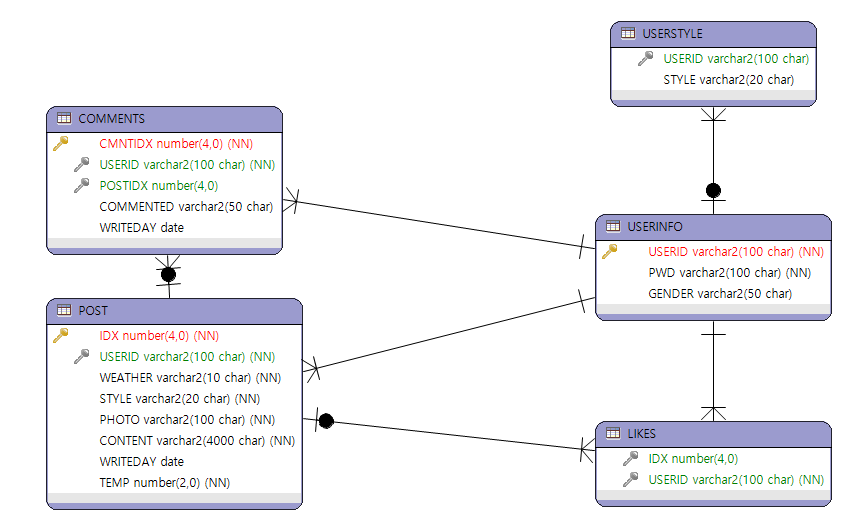 USERSTYLE
USERID varchar2(100 char)
STYLE varchar2(20 char)
COMMENTS
CMNTIDX number(4,0) (NN)
USERID varchar2(100 char) (NN)
POSTIDX number(4,0)
COMMENTED varchar2(50 char)
WRITEDAY date
USERINFO
USERID varchar2(100 char) (NN)
PWD varchar2(100 char) (NN)
GENDER varchar2(50 char)
POST
IDX number(4,0) (NN)
USERID varchar2(100 char) (NN)
WEATHER varchar2(10 char) (NN)
STYLE varchar2(20 char) (NN)
PHOTO varchar2(100 char) (NN)
CONTENT varchar2(4000 char) (NN)
WRITEDAY date
TEMP number(2,0) (NN)
LIKES
IDX number(4,0)
USERID varchar2(100 char) (NN)